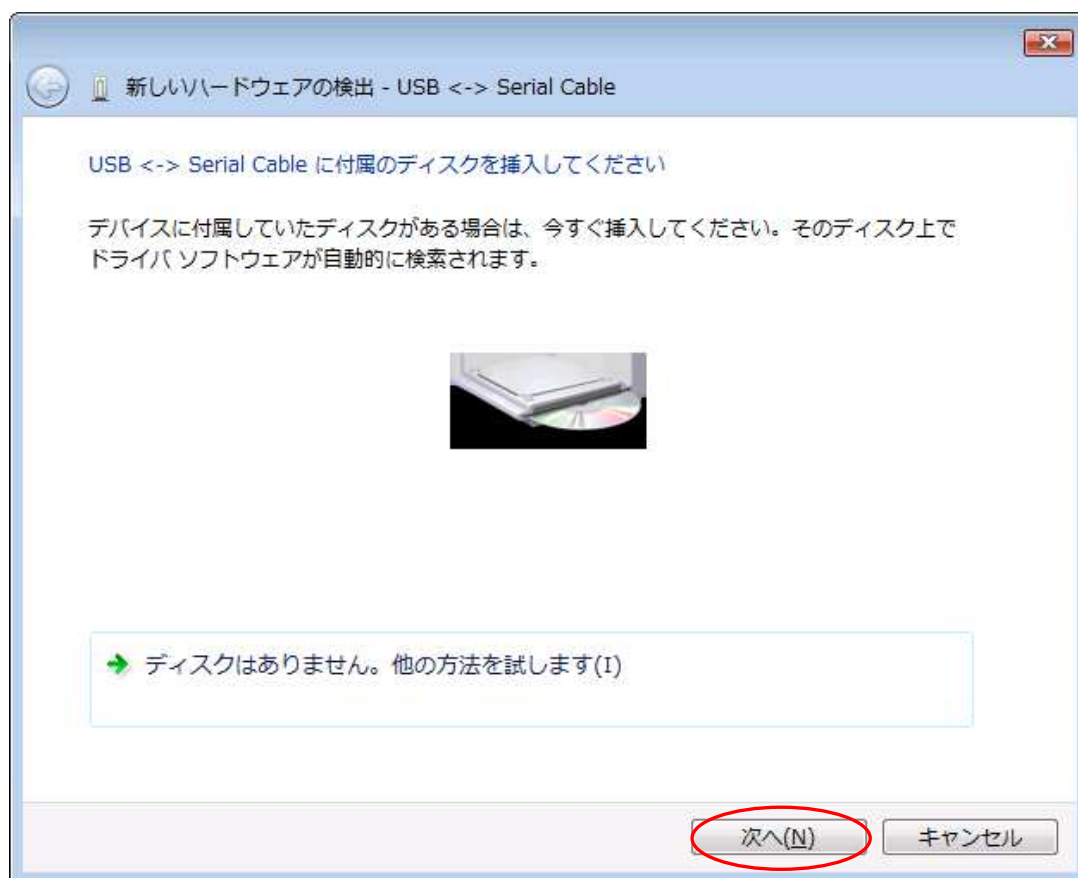 新しいハードウェアの検出 - USB <-> Serial Cable
USB <-> Serial Cable に付属のディスクを挿入してください
デバイスに付属していたディスクがある場合は、今すぐ挿入してください。そのディスク上で
ドライバ ソフトウェアが自動的に検索されます。
ディスクはありません。他の方法を試します(I)
次へ(N) キャンセル